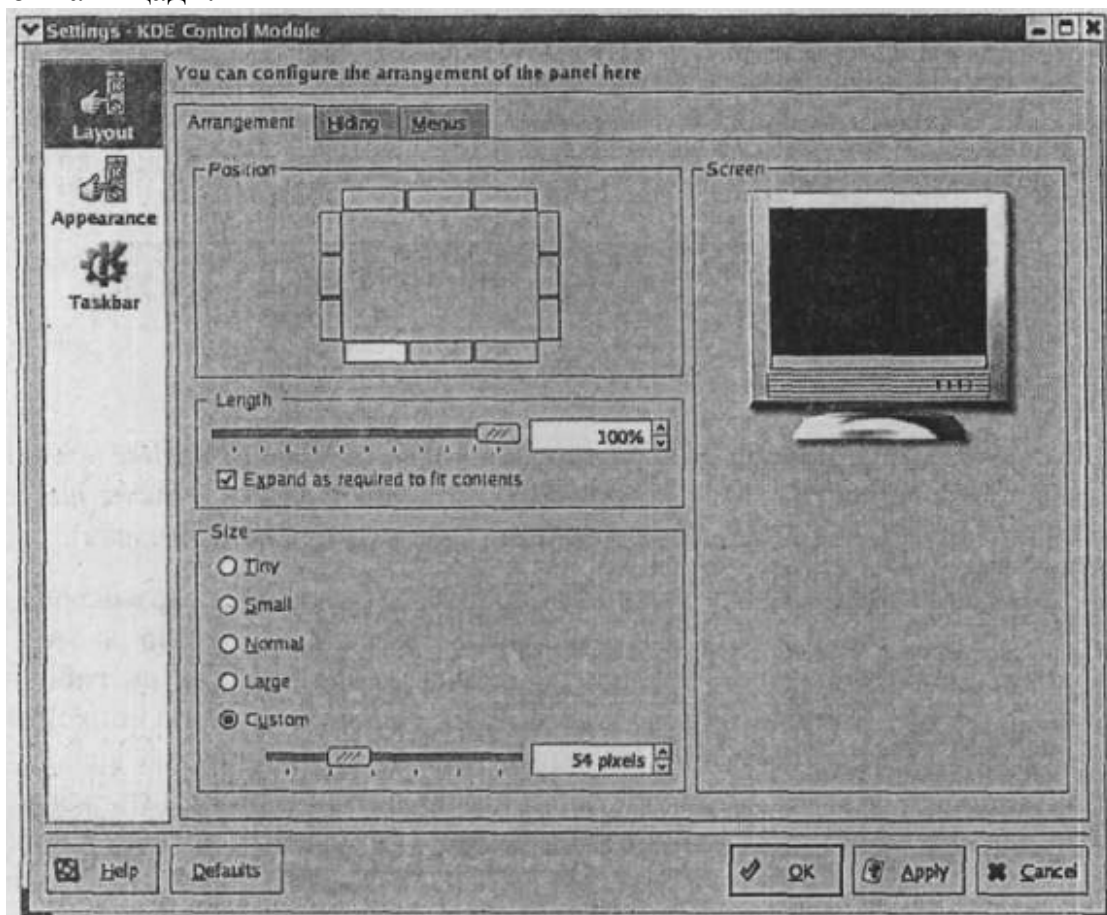 Settings - KDE Control Module
You can configure the arrangement of the panel here
Layout
Appearance
Taskbar
Arrangement
Hiding
Menus
Position
Screen
Length
100%
Expand as required to fit contents
Size
Tiny
Small
Normal
Large
Custom
54 pixels
Help
Defaults
OK
Apply
Cancel